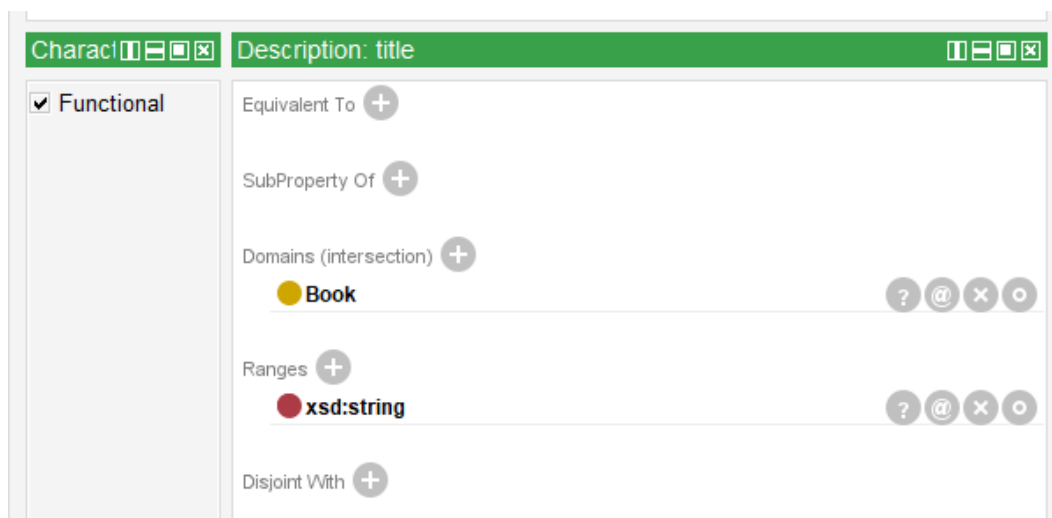 Charact
Description: title
Functional
Equivalent To
SubProperty Of
Domains (intersection)
Book
Ranges
xsd:string
Disjoint With